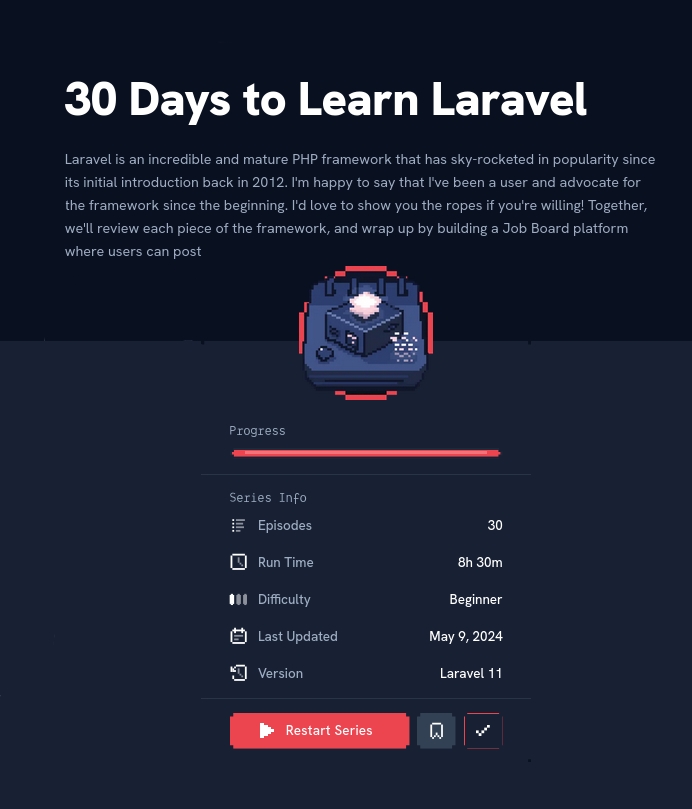 30 Days to Learn Laravel
Laravel is an incredible and mature PHP framework that has sky-rocketed in popularity since
its initial introduction back in 2012. I'm happy to say that I've been a user and advocate for
the framework since the beginning. I'd love to show you the ropes if you're willing! Together,
we'll review each piece of the framework, and wrap up by building a Job Board platform
where users can post
Progress
Series Info
Episodes 30
Run Time 8h 30m
Difficulty Beginner
Last Updated May 9, 2024
Version Laravel 11
Restart Series